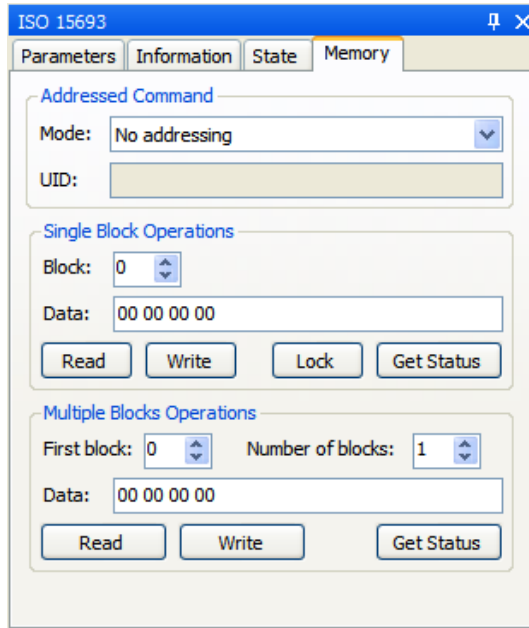 ISO 15693
Parameters Information State Memory
Addressed Command
Mode: No addressing
UID:
Single Block Operations
Block: 0
Data: 00 00 00 00
Read Write Lock Get Status
Multiple Blocks Operations
First block: 0 Number of blocks: 1
Data: 00 00 00 00
Read Write Get Status